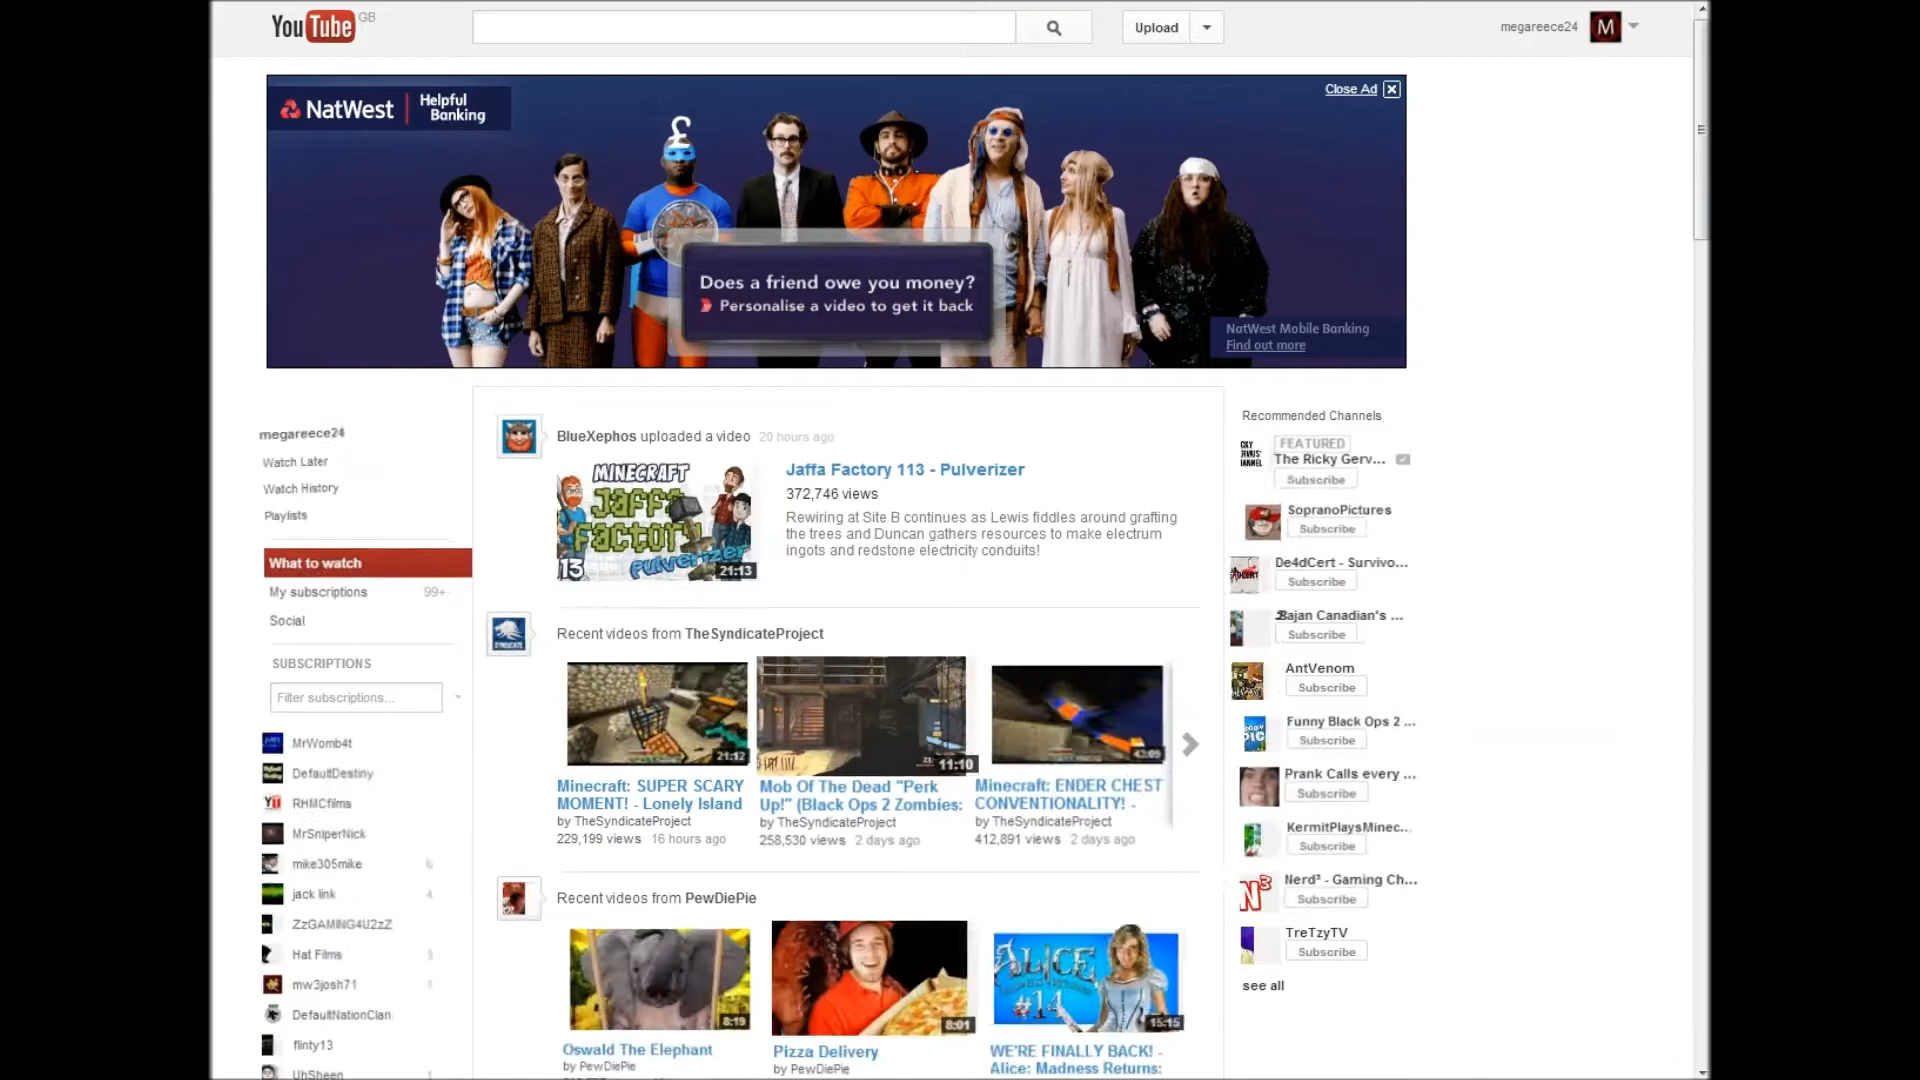 YouTube GB
Upload
megareece24
M
NatWest
Helpful
Banking
Close Ad
£
Does a friend owe you money?
Personalise a video to get it back
NatWest Mobile Banking
Find out more
megareece24
Watch Later
Watch History
Playlists
What to watch
My subscriptions 99+
Social
SUBSCRIPTIONS
Filter subscriptions...
MrWomb4t
DefaultDestiny
RHMCfilms
MrSniperNick
mike305mike
jack link 4
ZzGAMING4U2zZ
Hat Films
mw3josh71
DefaultNationClan
flinty13
UhSheen
BlueXephos uploaded a video 20 hours ago
MINECRAFT
Jaffa
Factory
Pulverizer
13
21:13
Jaffa Factory 113 - Pulverizer
372,746 views
Rewiring at Site B continues as Lewis fiddles around grafting
the trees and Duncan gathers resources to make electrum
ingots and redstone electricity conduits!
SYNDICATE
Recent videos from TheSyndicateProject
21:12
11:10
43:05
Minecraft: SUPER SCARY
MOMENT! - Lonely Island
by TheSyndicateProject
229,199 views 16 hours ago
Mob Of The Dead "Perk
Up!" (Black Ops 2 Zombies:
by TheSyndicateProject
258,530 views 2 days ago
Minecraft: ENDER CHEST
CONVENTIONALITY! -
by TheSyndicateProject
412,891 views 2 days ago
Recent videos from PewDiePie
8:19
8:01
ALICE
#14
15:15
Oswald The Elephant
by PewDiePie
Pizza Delivery
by PewDiePie
WE'RE FINALLY BACK! -
Alice: Madness Returns:
Recommended Channels
FEATURED
The Ricky Gerv...
Subscribe
SopranoPictures
Subscribe
De4dCert - Survivo...
Subscribe
Bajan Canadian's ...
Subscribe
AntVenom
Subscribe
Funny Black Ops 2 ...
Subscribe
Prank Calls every ...
Subscribe
KermitPlaysMinec...
Subscribe
N³
Nerd³ - Gaming Ch...
Subscribe
TreTzyTV
Subscribe
see all